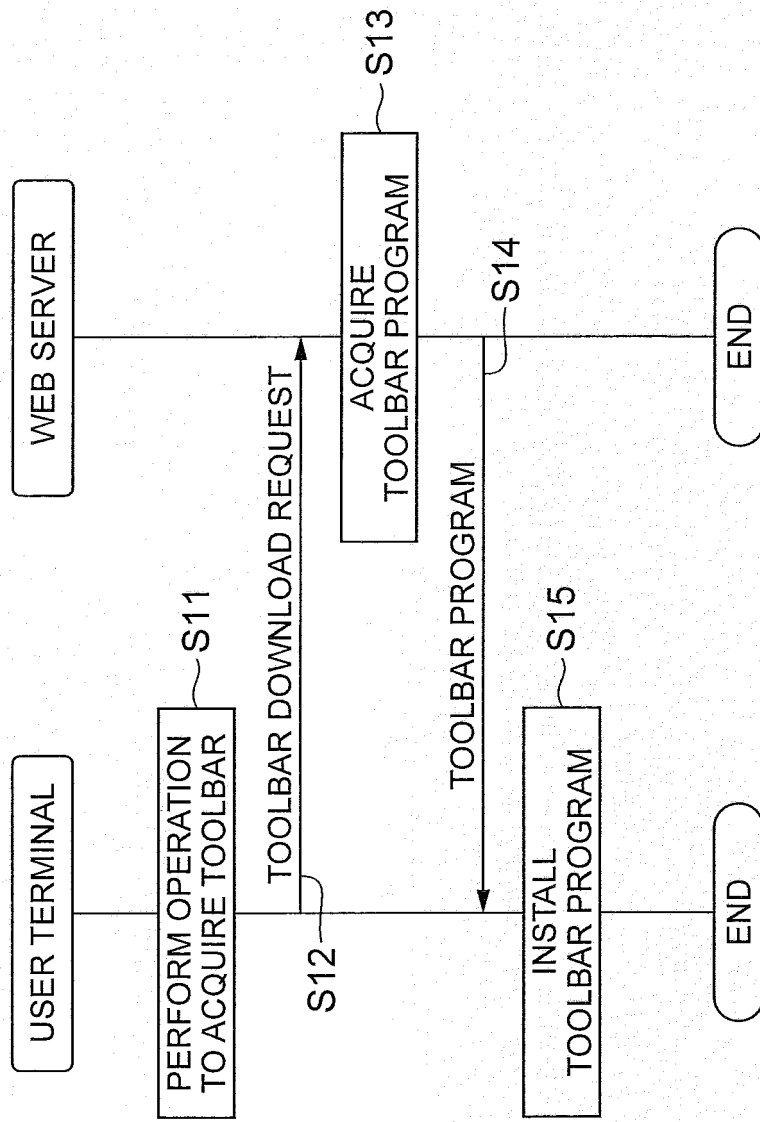 USER TERMINAL
WEB SERVER
PERFORM OPERATION
TO ACQUIRE TOOLBAR
S11
TOOLBAR DOWNLOAD REQUEST
S12
ACQUIRE
TOOLBAR PROGRAM
S13
TOOLBAR PROGRAM
S14
INSTALL
TOOLBAR PROGRAM
S15
END
END